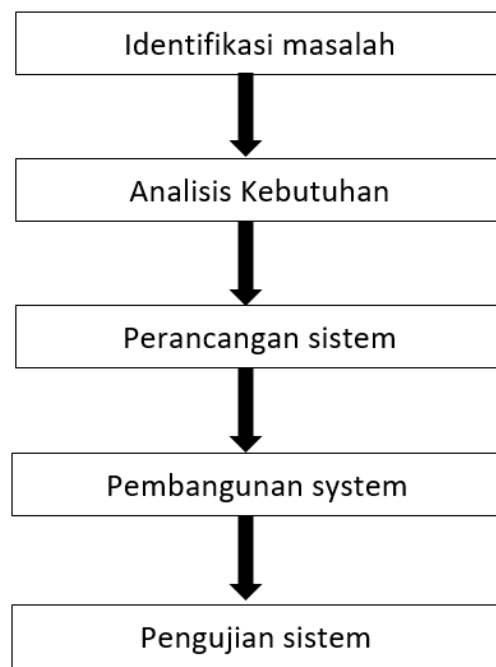 Identifikasi masalah
Analisis Kebutuhan
Perancangan sistem
Pembangunan system
Pengujian sistem